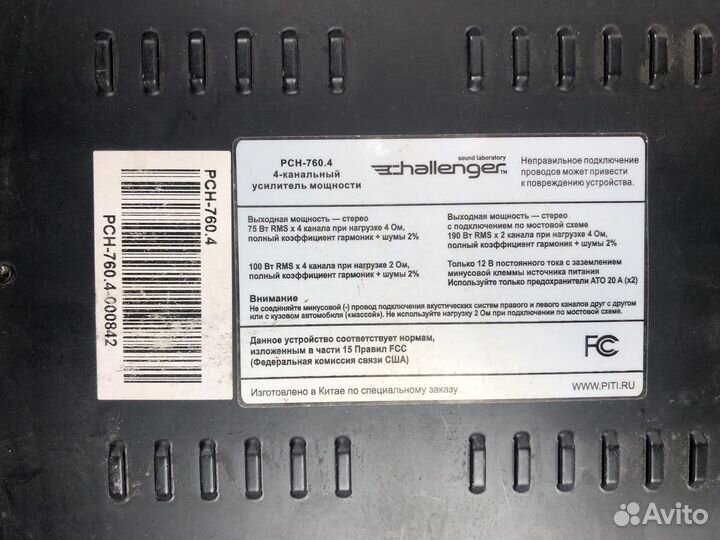 PCH-760.4
PCH-760.4-000842
PCH-760.4
4-канальный
усилитель мощности
sound laboratory
challenger™
Неправильное подключение
проводов может привести
к повреждению устройства.
Выходная мощность — стерео
75 Вт RMS x 4 канала при нагрузке 4 Ом,
полный коэффициент гармоник + шумы 2%
100 Вт RMS x 4 канала при нагрузке 2 Ом,
полный коэффициент гармоник + шумы 2%
Выходная мощность — стерео
с подключением по мостовой схеме
190 Вт RMS x 2 канала при нагрузке 4 Ом,
полный коэффициент гармоник + шумы 2%
Только 12 В постоянного тока с заземлением
минусовой клеммы источника питания
Используйте только предохранители АТО 20 А (x2)
Внимание
Не соединяйте минусовой (-) провод подключения акустических систем правого и левого каналов друг с другом
или с кузовом автомобиля («массой»). Не используйте нагрузку 2 Ом при подключении по мостовой схеме.
Данное устройство соответствует нормам,
изложенным в части 15 Правил FCC
(Федеральная комиссия связи США)
FC
Изготовлено в Китае по специальному заказу
WWW.PITI.RU
Avito